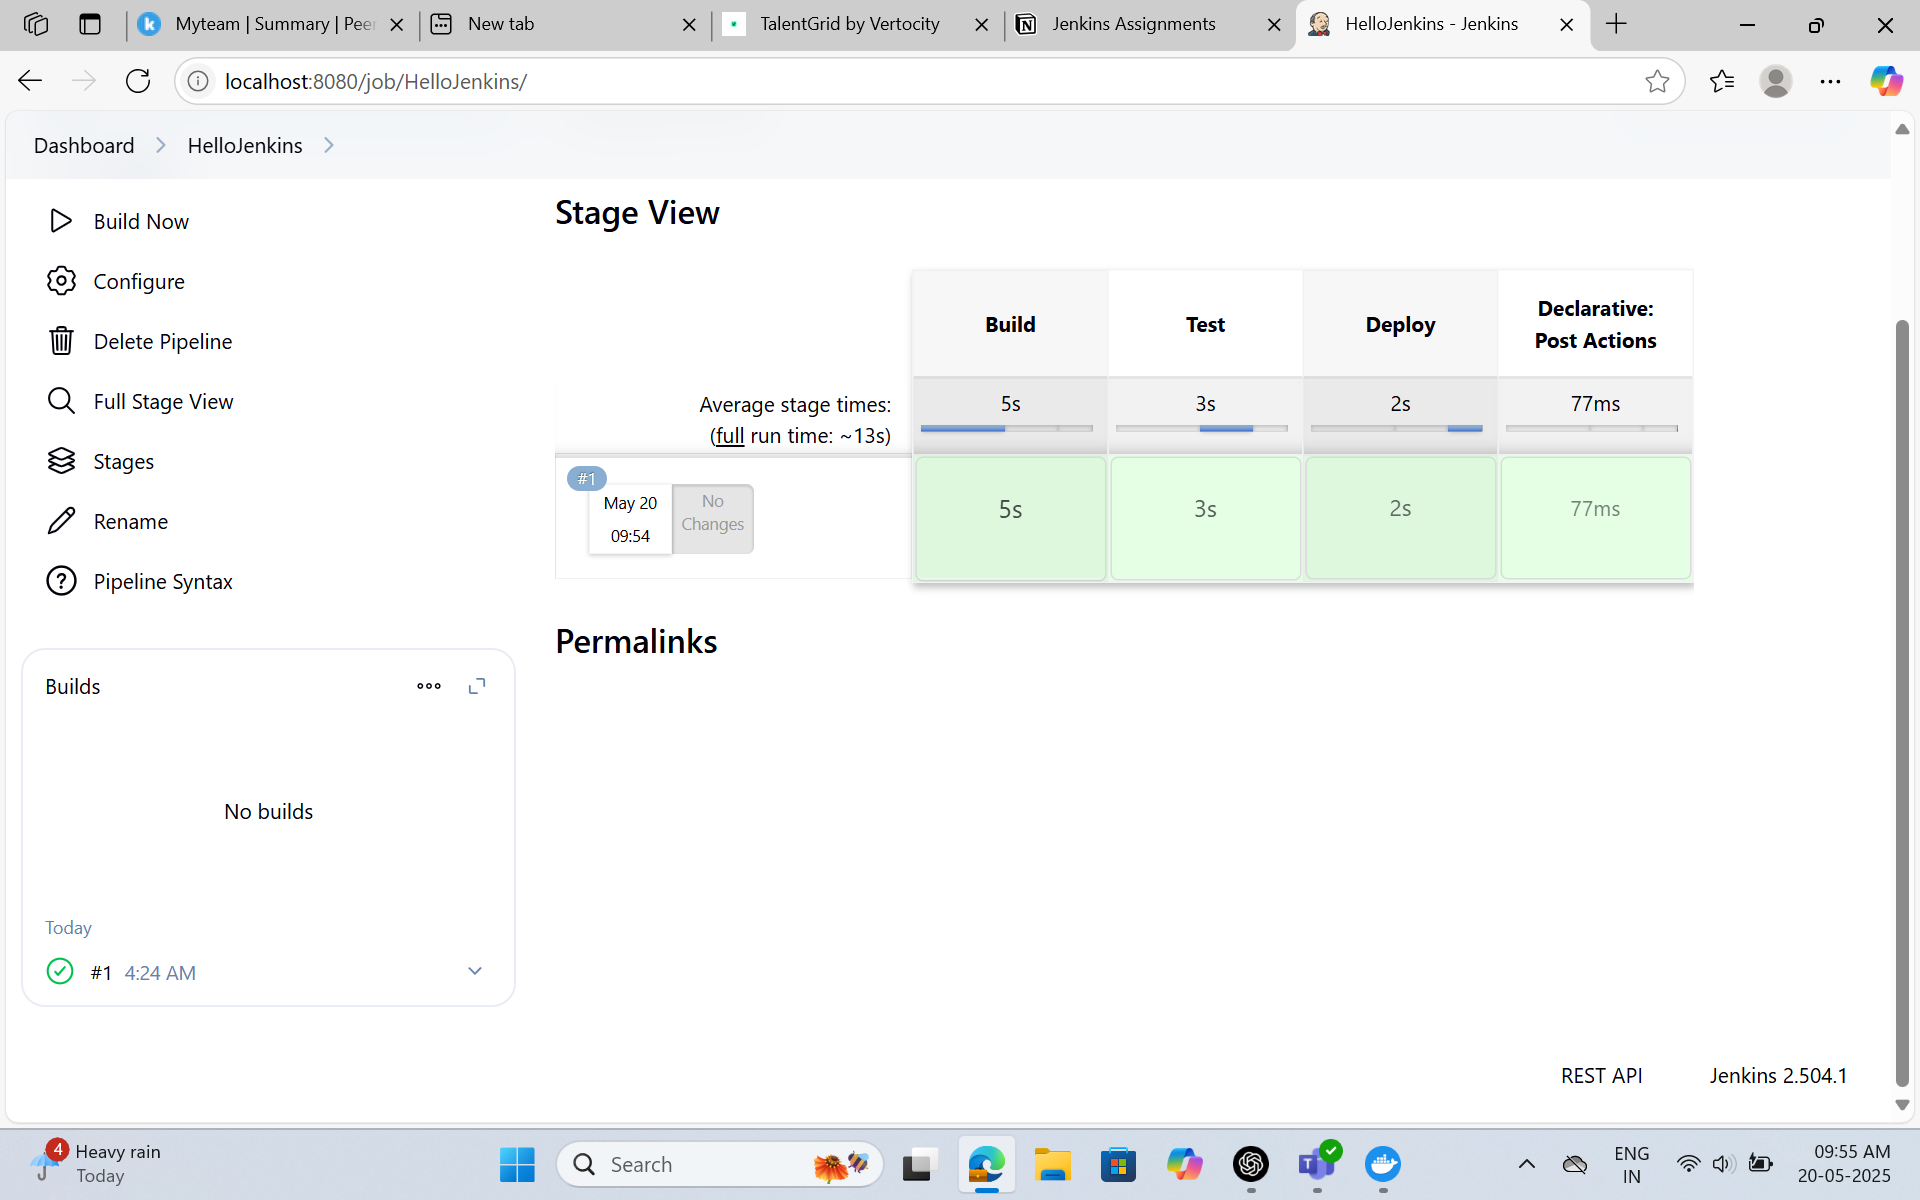 Myteam | Summary | Peer
New tab
TalentGrid by Vertocity
Jenkins Assignments
HelloJenkins - Jenkins
localhost:8080/job/HelloJenkins/
Dashboard
HelloJenkins
Build Now
Configure
Delete Pipeline
Full Stage View
Stages
Rename
Pipeline Syntax
Builds
No builds
Today
#1 4:24 AM
Stage View
Build
Test
Deploy
Declarative:
Post Actions
Average stage times:
(full run time: ~13s)
5s
3s
2s
77ms
#1
May 20
09:54
No
Changes
5s
3s
2s
77ms
Permalinks
REST API
Jenkins 2.504.1
4
Heavy rain
Today
Search
ENG
IN
09:55 AM
20-05-2025